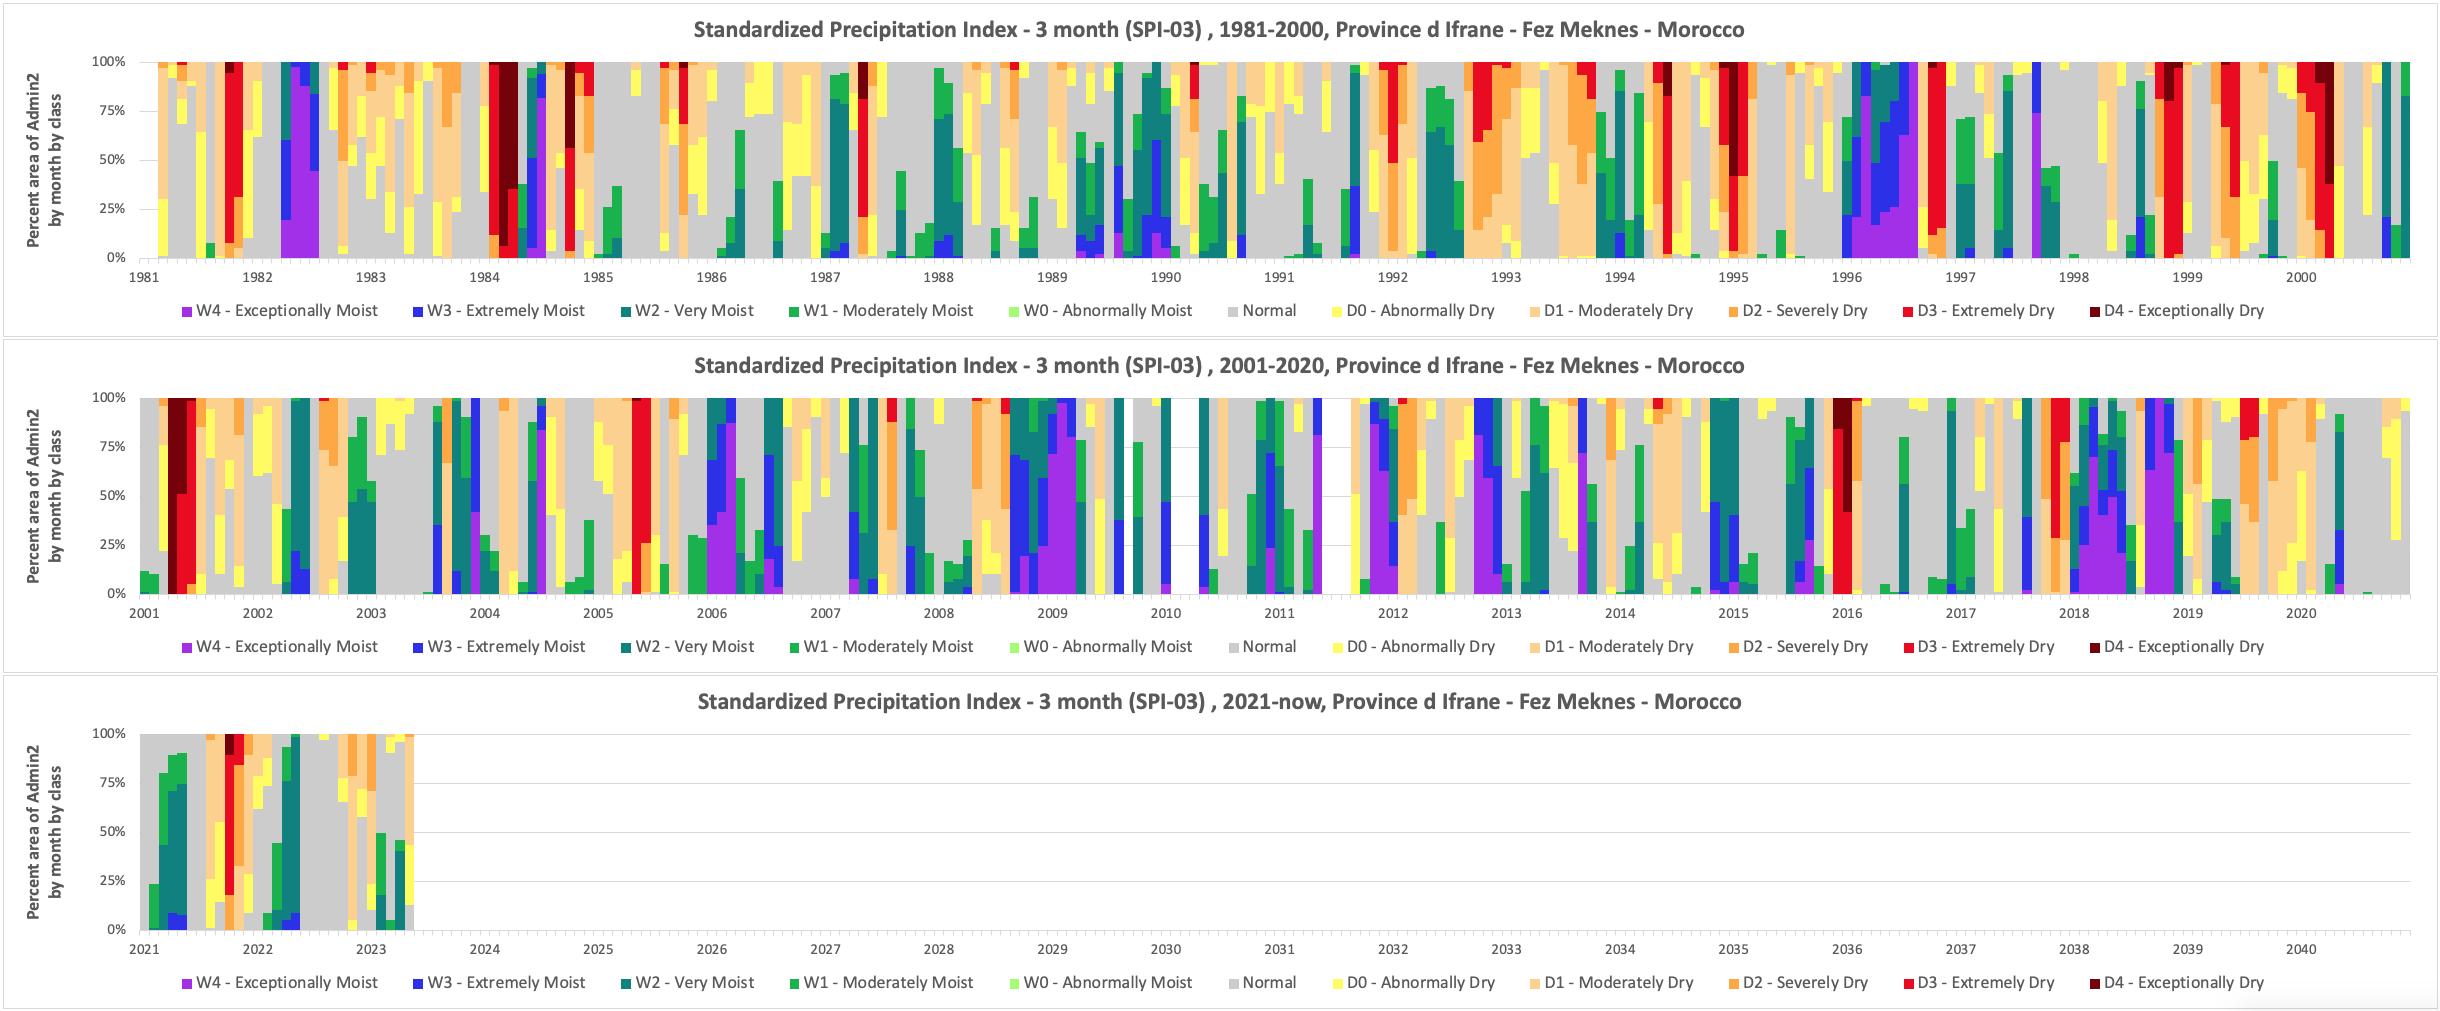 Standardized Precipitation Index - 3 month (SPI-03) , 1981-2000, Province d Ifrane - Fez Meknes - Morocco
Percent area of Admin2
by month by class
100%
75%
50%
25%
0%
1981 1982 1983 1984 1985 1986 1987 1988 1989 1990 1991 1992 1993 1994 1995 1996 1997 1998 1999 2000
W4 - Exceptionally Moist W3 - Extremely Moist W2 - Very Moist W1 - Moderately Moist W0 - Abnormally Moist Normal D0 - Abnormally Dry D1 - Moderately Dry D2 - Severely Dry D3 - Extremely Dry D4 - Exceptionally Dry
Standardized Precipitation Index - 3 month (SPI-03) , 2001-2020, Province d Ifrane - Fez Meknes - Morocco
Percent area of Admin2
by month by class
100%
75%
50%
25%
0%
2001 2002 2003 2004 2005 2006 2007 2008 2009 2010 2011 2012 2013 2014 2015 2016 2017 2018 2019 2020
W4 - Exceptionally Moist W3 - Extremely Moist W2 - Very Moist W1 - Moderately Moist W0 - Abnormally Moist Normal D0 - Abnormally Dry D1 - Moderately Dry D2 - Severely Dry D3 - Extremely Dry D4 - Exceptionally Dry
Standardized Precipitation Index - 3 month (SPI-03) , 2021-now, Province d Ifrane - Fez Meknes - Morocco
Percent area of Admin2
by month by class
100%
75%
50%
25%
0%
2021 2022 2023 2024 2025 2026 2027 2028 2029 2030 2031 2032 2033 2034 2035 2036 2037 2038 2039 2040
W4 - Exceptionally Moist W3 - Extremely Moist W2 - Very Moist W1 - Moderately Moist W0 - Abnormally Moist Normal D0 - Abnormally Dry D1 - Moderately Dry D2 - Severely Dry D3 - Extremely Dry D4 - Exceptionally Dry